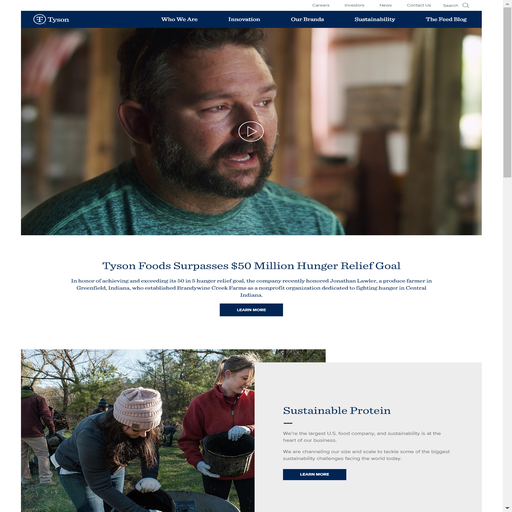 Careers Investors News Contact Us Search
Tyson Who We Are Innovation Our Brands Sustainability The Feed Blog
Tyson Foods Surpasses $50 Million Hunger Relief Goal
In honor of achieving and exceeding its 50 in 5 hunger relief goal, the company recently honored Jonathan Lawler, a produce farmer in
Greenfield, Indiana, who established Brandywine Creek Farms as a nonprofit organization dedicated to fighting hunger in Central
Indiana.
LEARN MORE
Sustainable Protein
We're the largest U.S. food company, and sustainability is at the
heart of our business.
We are channeling our size and scale to tackle some of the biggest
sustainability challenges facing the world today.
LEARN MORE